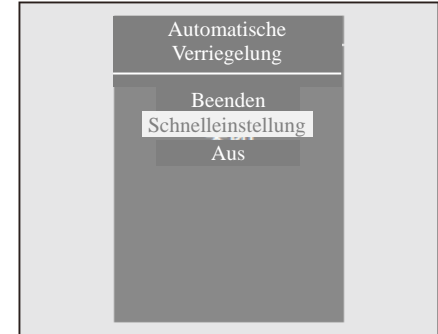 Automatische
Verriegelung
Beenden
Schnelleinstellung
Aus